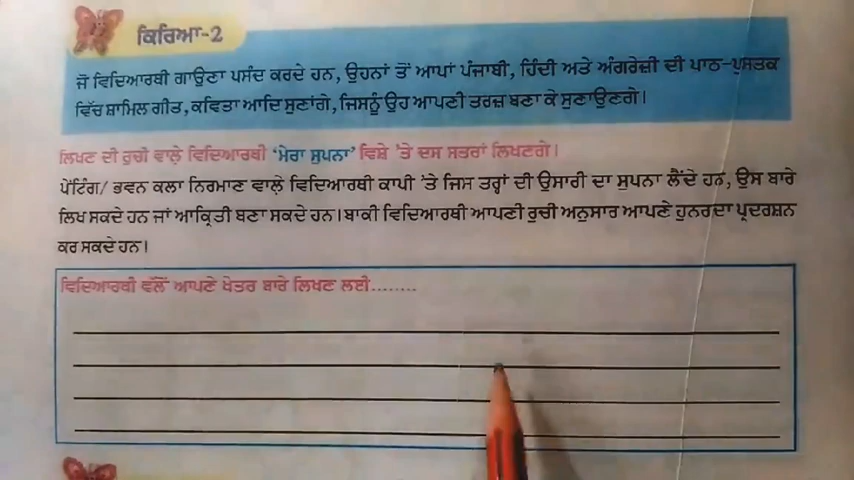 ਕਿਰਿਆ-2
ਜੋ ਵਿਦਿਆਰਥੀ ਗਾਉਣਾ ਪਸੰਦ ਕਰਦੇ ਹਨ, ਉਹਨਾਂ ਤੋਂ ਆਪਾਂ ਪੰਜਾਬੀ, ਹਿੰਦੀ ਅਤੇ ਅੰਗਰੇਜ਼ੀ ਦੀ ਪਾਠ-ਪੁਸਤਕ
ਵਿੱਚ ਸ਼ਾਮਿਲ ਗੀਤ, ਕਵਿਤਾ ਆਦਿ ਸੁਣਾਂਗੇ, ਜਿਸਨੂੰ ਉਹ ਆਪਣੀ ਤਰਜ਼ ਬਣਾ ਕੇ ਸੁਣਾਉਣਗੇ।
ਲਿਖਣ ਦੀ ਰੁਚੀ ਵਾਲ਼ੇ ਵਿਦਿਆਰਥੀ ‘ਮੇਰਾ ਸੁਪਨਾ’ ਵਿਸ਼ੇ ’ਤੇ ਦਸ ਸਤਰਾਂ ਲਿਖਣਗੇ।
ਪੇਂਟਿੰਗ/ ਭਵਨ ਕਲਾ ਨਿਰਮਾਣ ਵਾਲ਼ੇ ਵਿਦਿਆਰਥੀ ਕਾਪੀ ’ਤੇ ਜਿਸ ਤਰ੍ਹਾਂ ਦੀ ਉਸਾਰੀ ਦਾ ਸੁਪਨਾ ਲੈਂਦੇ ਹਨ, ਉਸ ਬਾਰੇ
ਲਿਖ ਸਕਦੇ ਹਨ ਜਾਂ ਆਕ੍ਰਿਤੀ ਬਣਾ ਸਕਦੇ ਹਨ। ਬਾਕੀ ਵਿਦਿਆਰਥੀ ਆਪਣੀ ਰੁਚੀ ਅਨੁਸਾਰ ਆਪਣੇ ਹੁਨਰਦਾ ਪ੍ਰਦਰਸ਼ਨ
ਕਰ ਸਕਦੇ ਹਨ।
ਵਿਦਿਆਰਥੀ ਵੱਲੋਂ ਆਪਣੇ ਖੇਤਰ ਬਾਰੇ ਲਿਖਣ ਲਈ........